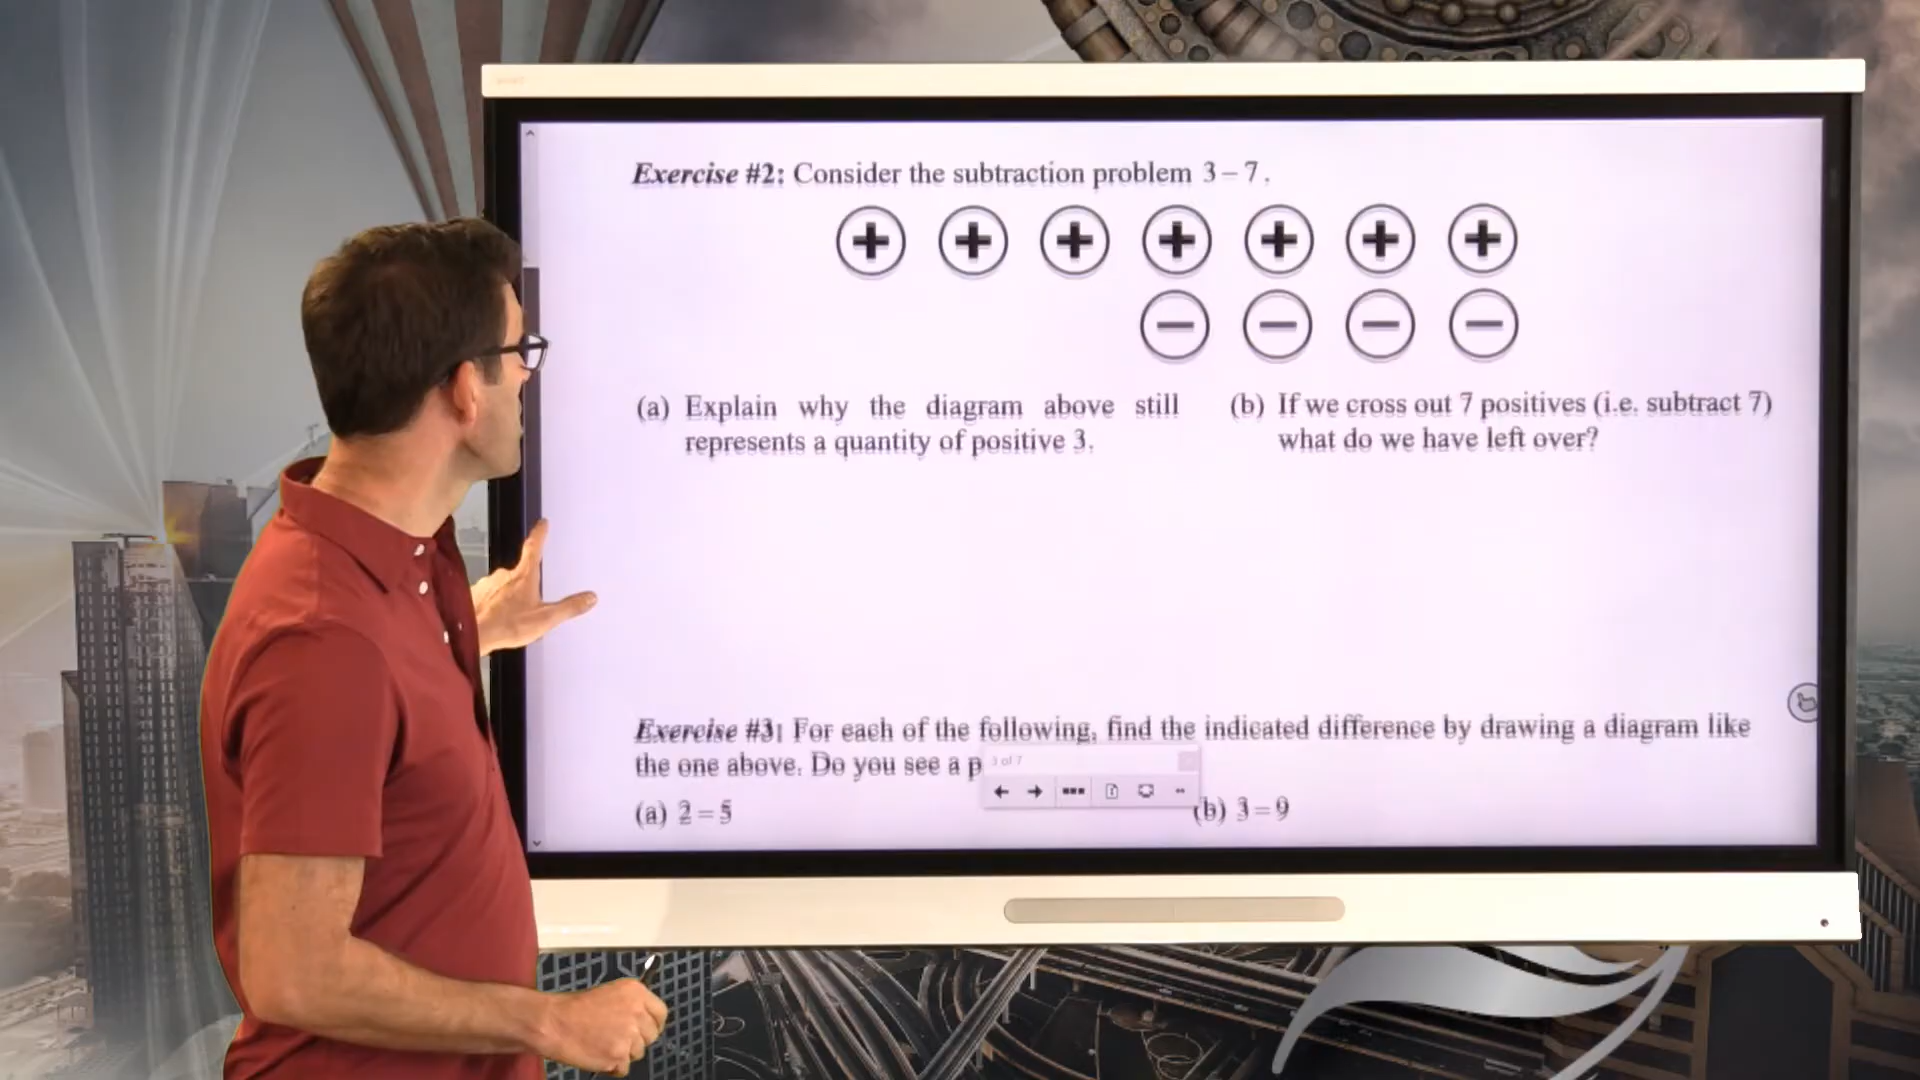 Exercise #2: Consider the subtraction problem 3 – 7.
(a) Explain why the diagram above still
represents a quantity of positive 3.
(b) If we cross out 7 positives (i.e. subtract 7)
what do we have left over?
Exercise #3: For each of the following, find the indicated difference by drawing a diagram like
the one above. Do you see a p
3 of 7
(a) 2 – 5
(b) 3 – 9